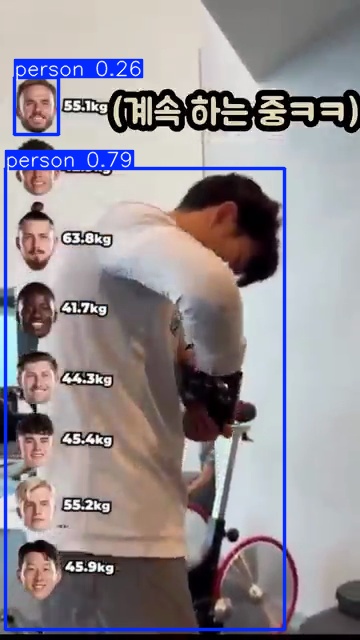 person 0.26
55.1kg
(계속 하는 중ㅋㅋ)
person 0.79
63.8kg
41.7kg
44.3kg
45.4kg
55.2kg
45.9kg